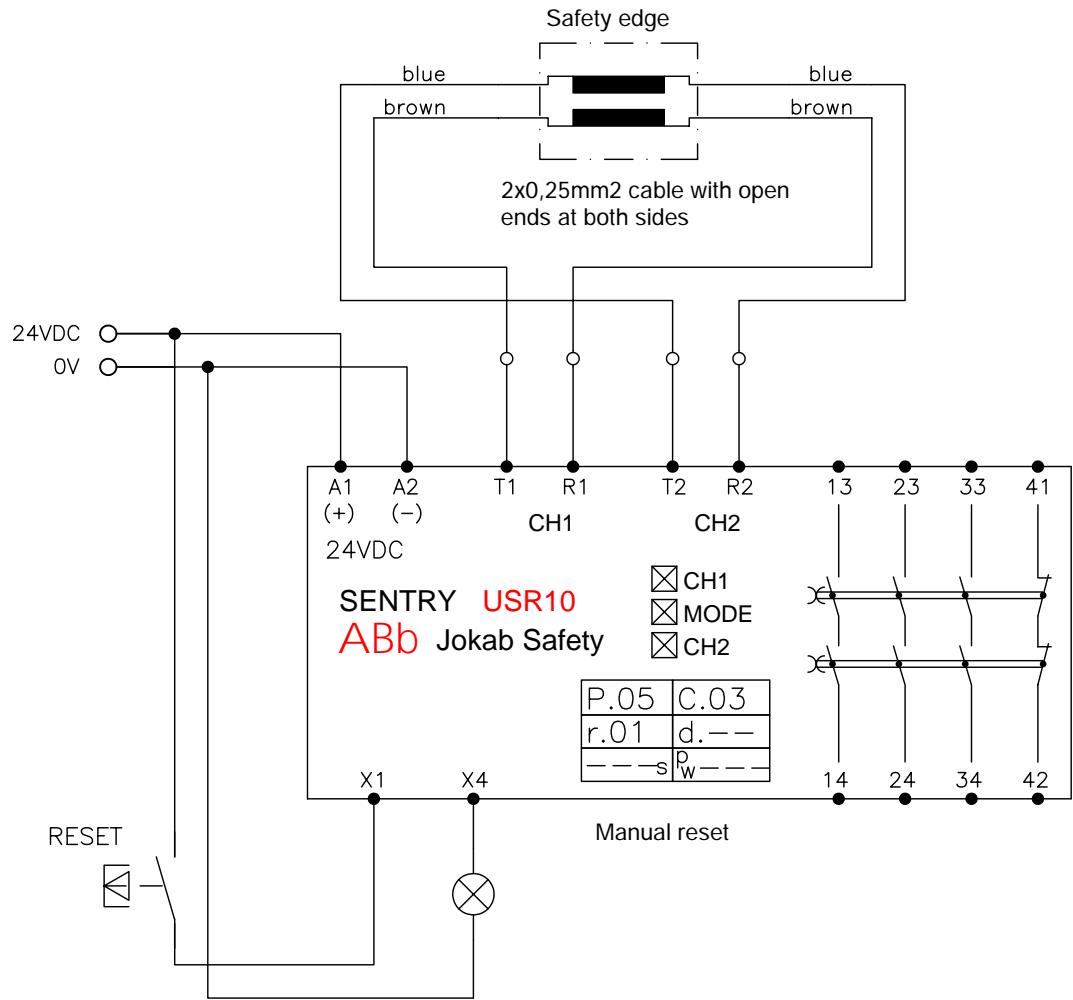 Safety edge
blue
blue
brown
brown
2x0,25mm2 cable with open
ends at both sides
24VDC
0V
A1
A2
T1
R1
T2
R2
13
23
33
41
(+)
(-)
CH1
CH2
24VDC
CH1
SENTRY USR10
MODE
ABb Jokab Safety
CH2
P.05 C.03
r.01 d.--
---s pw---
X1
X4
14
24
34
42
RESET
Manual reset